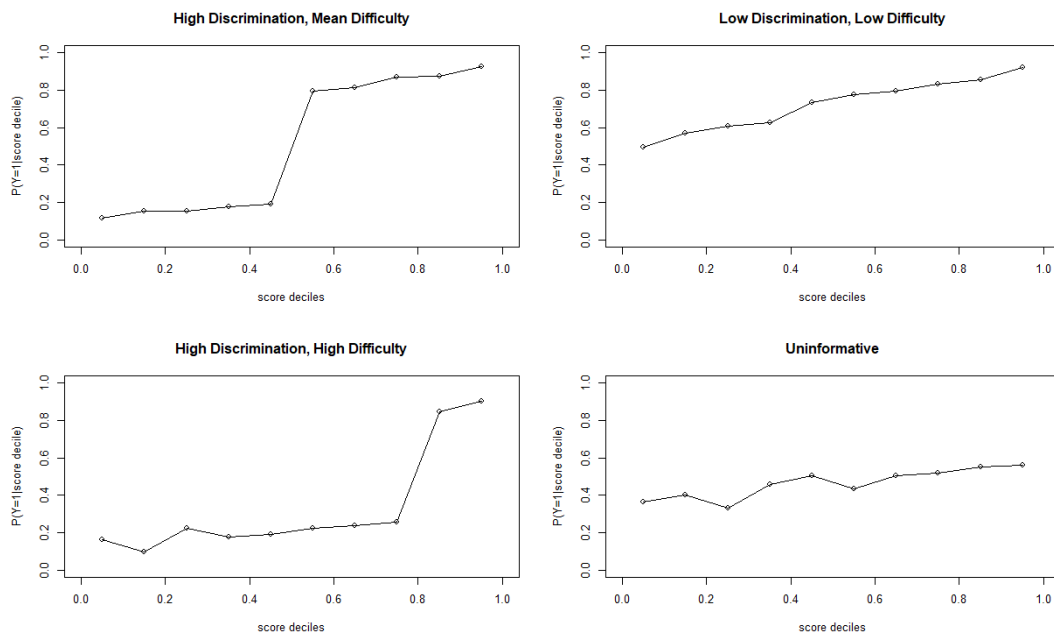 High Discrimination, Mean Difficulty
P(Y=1|score decile)
0.0 0.2 0.4 0.6 0.8 1.0
0.0 0.2 0.4 0.6 0.8 1.0
score deciles
Low Discrimination, Low Difficulty
P(Y=1|score decile)
0.0 0.2 0.4 0.6 0.8 1.0
0.0 0.2 0.4 0.6 0.8 1.0
score deciles
High Discrimination, High Difficulty
P(Y=1|score decile)
0.0 0.2 0.4 0.6 0.8 1.0
0.0 0.2 0.4 0.6 0.8 1.0
score deciles
Uninformative
P(Y=1|score decile)
0.0 0.2 0.4 0.6 0.8 1.0
0.0 0.2 0.4 0.6 0.8 1.0
score deciles